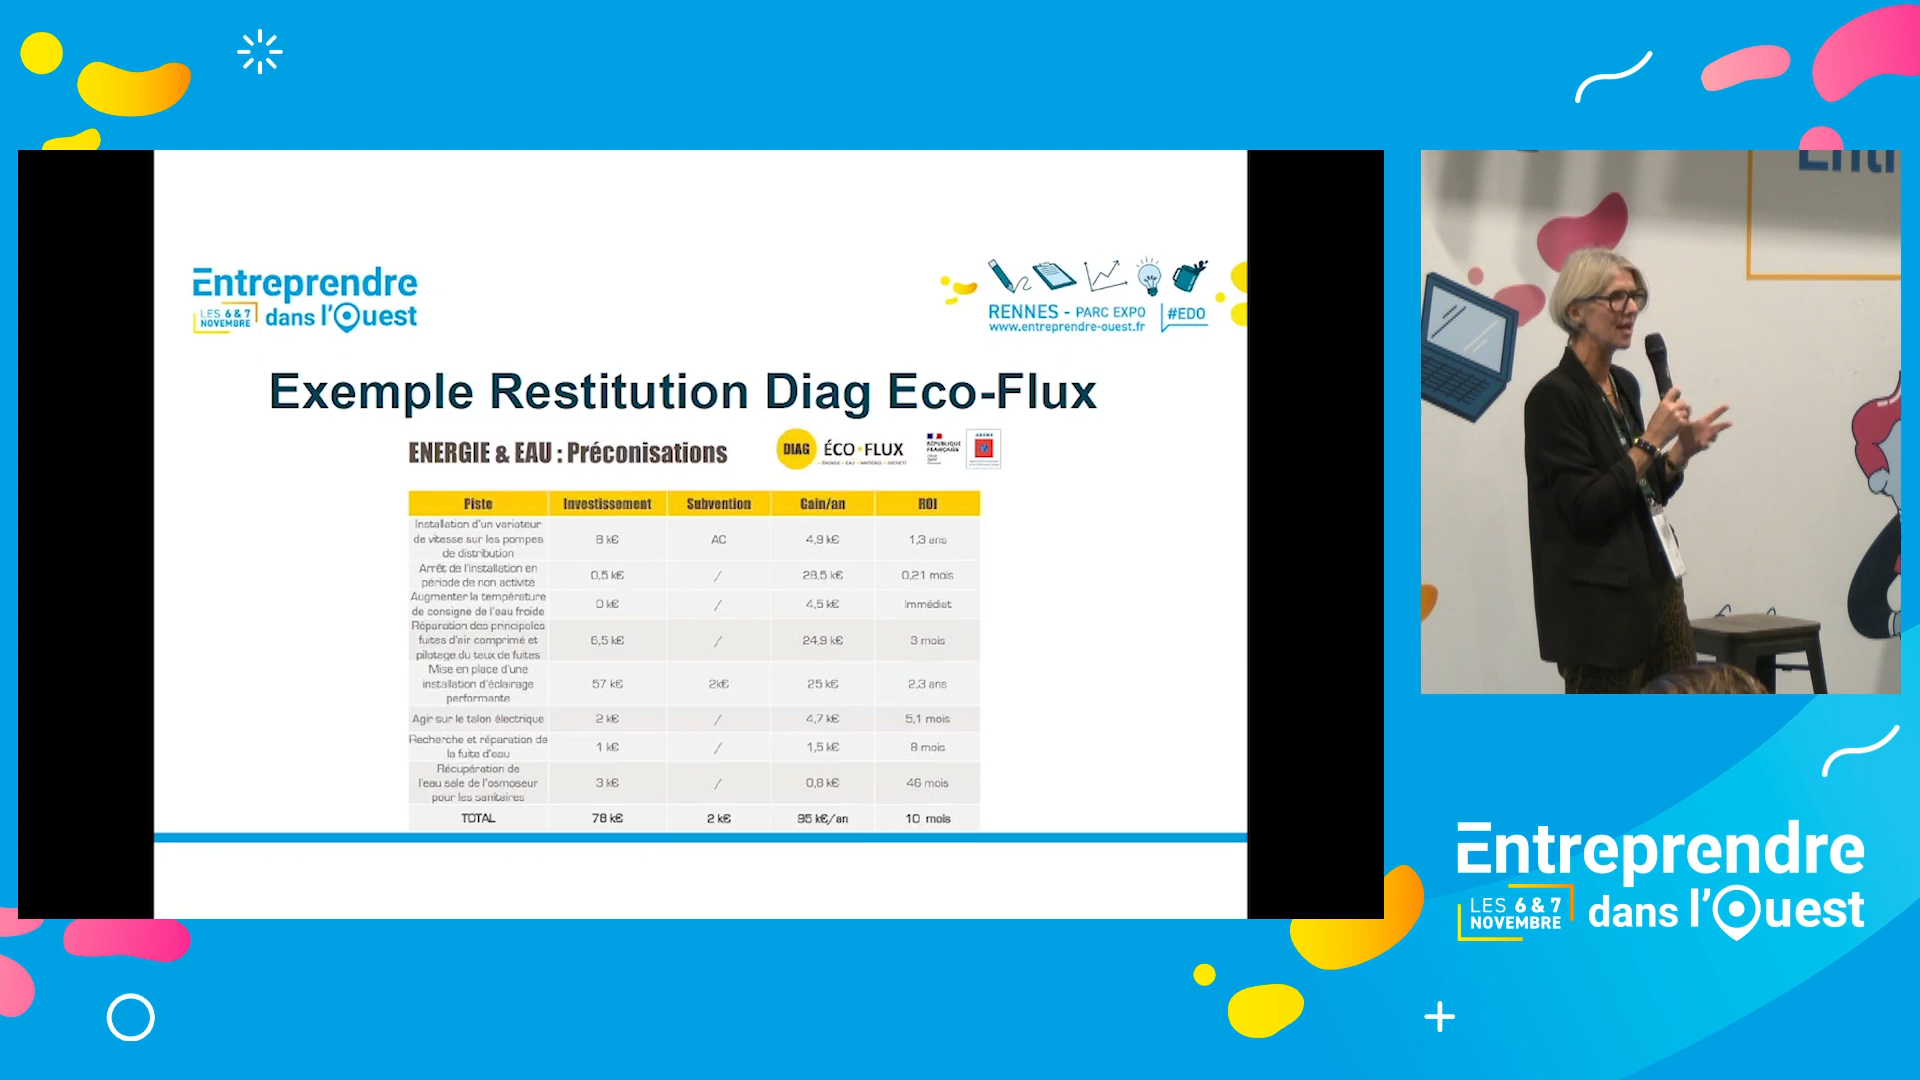 Entreprendre
LES 6 & 7
NOVEMBRE
dans l'Ouest
RENNES - PARC EXPO
www.entreprendre-ouest.fr
#EDO
Exemple Restitution Diag Eco-Flux
ENERGIE & EAU : Préconisations
DIAG ÉCO•FLUX
RÉPUBLIQUE
FRANÇAISE
Piste Investissement Subvention Gain/an ROI
Installation d'un variateur
de vitesse sur les pompes
de distribution
8 k€ AC 4,9 k€ 1,3 ans
Arrêt de l'installation en
période de non activité
0,5 k€ / 28,5 k€ 0,21 mois
Augmenter la température
de consigne de l'eau froide
0 k€ / 4,5 k€ Immédiat
Réparation des principales
fuites d'air comprimé et
pilotage du taux de fuites
6,5 k€ / 24,9 k€ 3 mois
Mise en place d'une
installation d'éclairage
performante
57 k€ 2k€ 25 k€ 2,3 ans
Agir sur le talon électrique 2 k€ / 4,7 k€ 5,1 mois
Recherche et réparation de
la fuite d'eau
1 k€ / 1,5 k€ 8 mois
Récupération de
l'eau sale de l'osmoseur
pour les sanitaires
3 k€ / 0,8 k€ 46 mois
TOTAL 78 k€ 2 k€ 95 k€/an 10 mois
Entreprendre
LES 6 & 7
NOVEMBRE
dans l'Ouest